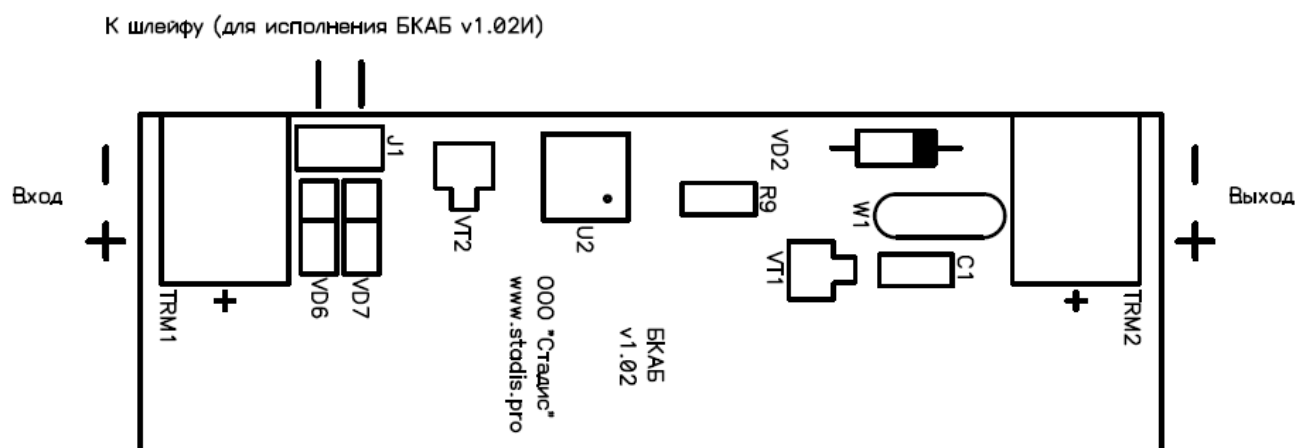 К шлейфу (для исполнения БКАБ v1.02И)
J1
VD2
Вход
Выход
R9
W1
VT2
U2
VT1
C1
VD6
VD7
TRM1
TRM2
ООО "Стадис"
www.stadis.pro
БКАБ
v1.02